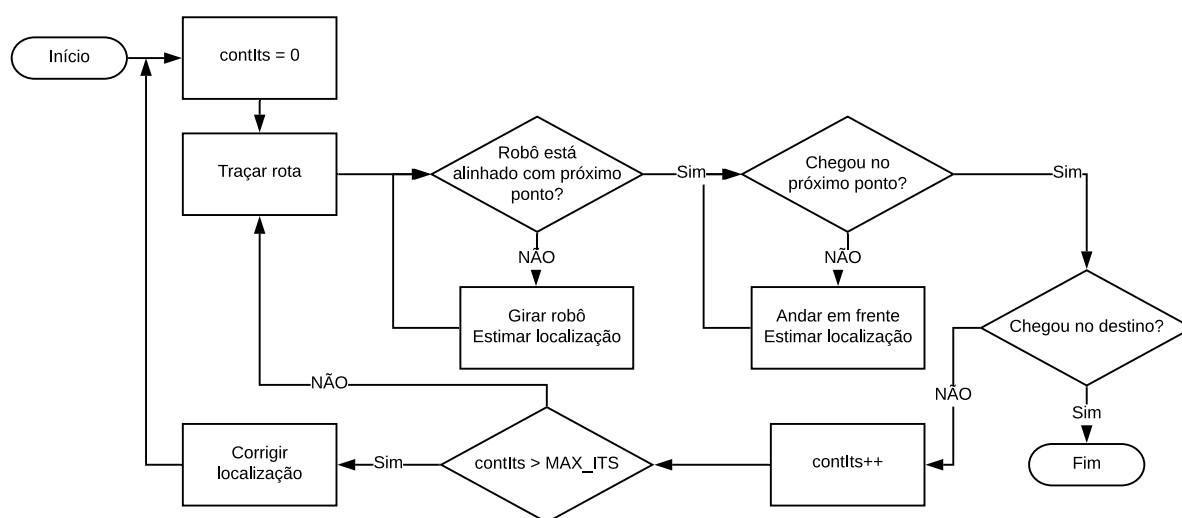 Início
contIts = 0
Traçar rota
Robô está
alinhado com próximo
ponto?
Sim
Chegou no
próximo ponto?
Sim
NÃO
NÃO
Girar robô
Estimar localização
Andar em frente
Estimar localização
Chegou no destino?
NÃO
NÃO
Sim
Corrigir
localização
Sim
contIts > MAX_ITS
contIts++
Fim